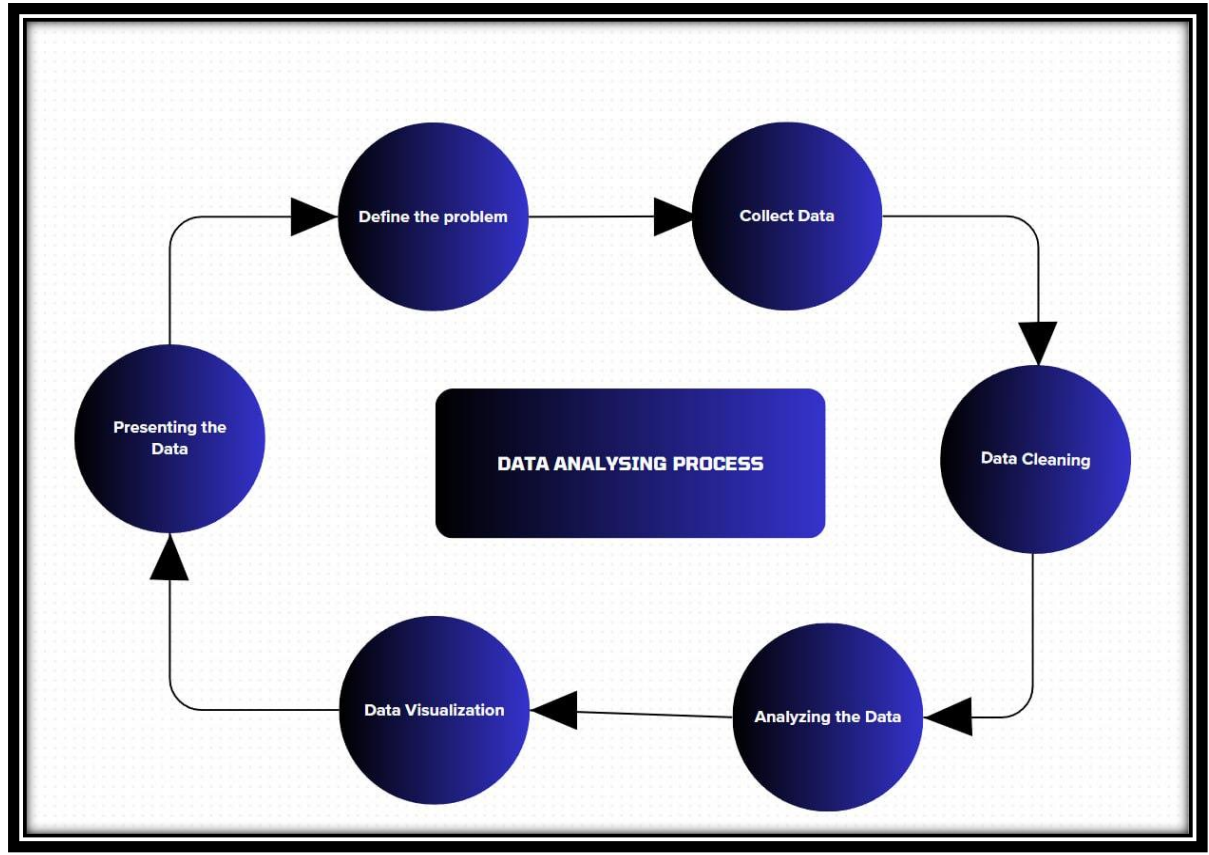 Define the problem
Collect Data
Presenting the
Data
DATA ANALYSING PROCESS
Data Cleaning
Data Visualization
Analyzing the Data